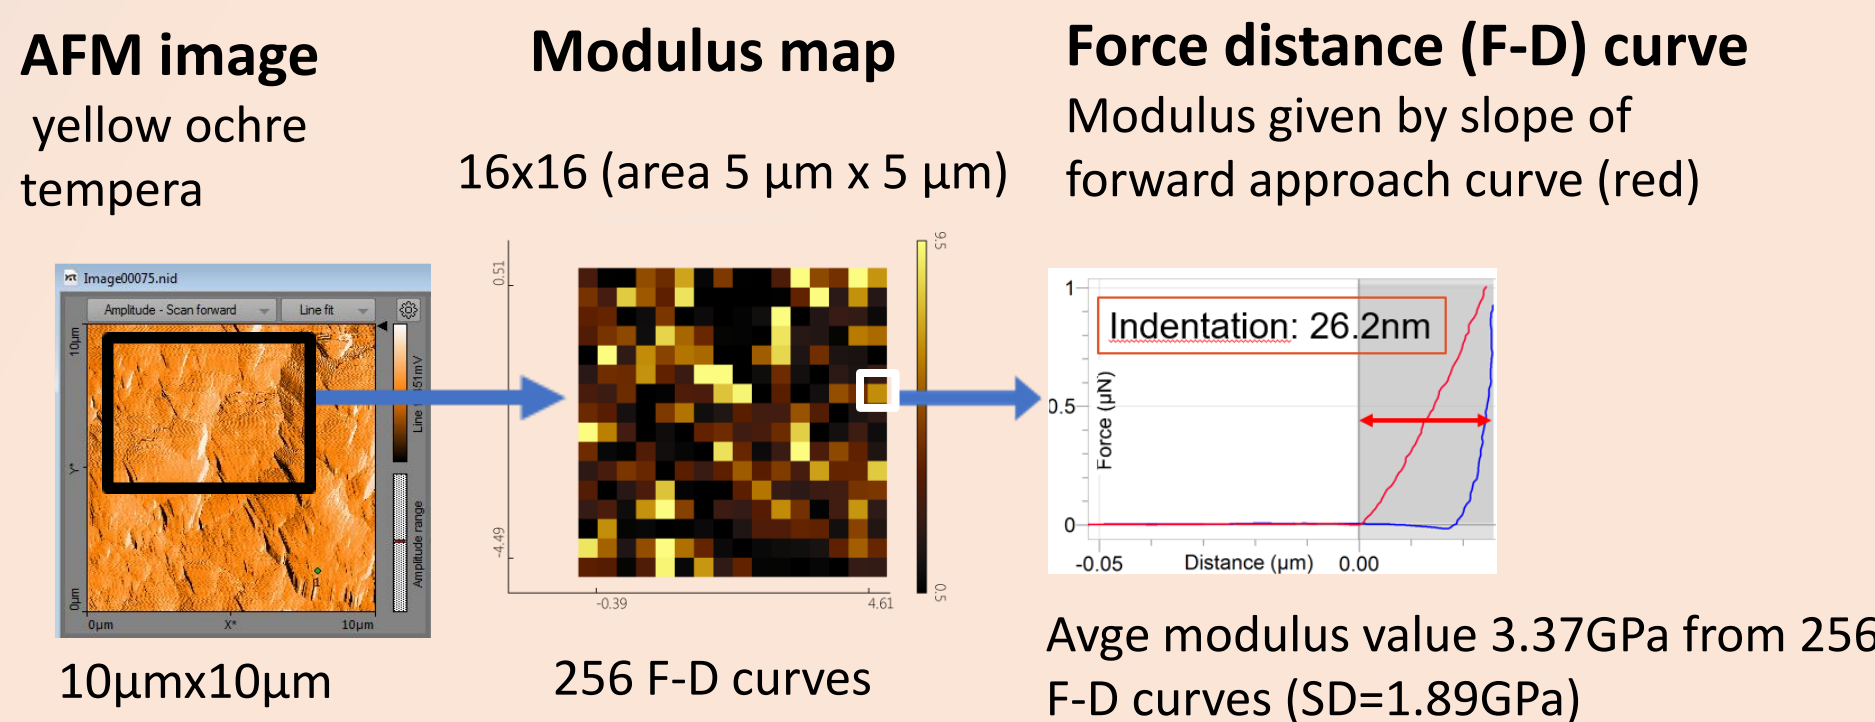 AFM image
yellow ochre
tempera
Image00075.nid
Amplitude - Scan forward
Line fit
10µm
Y*
0µm
0µm X* 10µm
Amplitude range
10µmx10µm
Modulus map
16x16 (area 5 µm x 5 µm)
0.51
-4.49
-0.39 4.61
9.5
0.5
256 F-D curves
Force distance (F-D) curve
Modulus given by slope of
forward approach curve (red)
Indentation: 26.2nm
1
0.5
0
Force (µN)
-0.05 Distance (µm) 0.00
Avge modulus value 3.37GPa from 256
F-D curves (SD=1.89GPa)